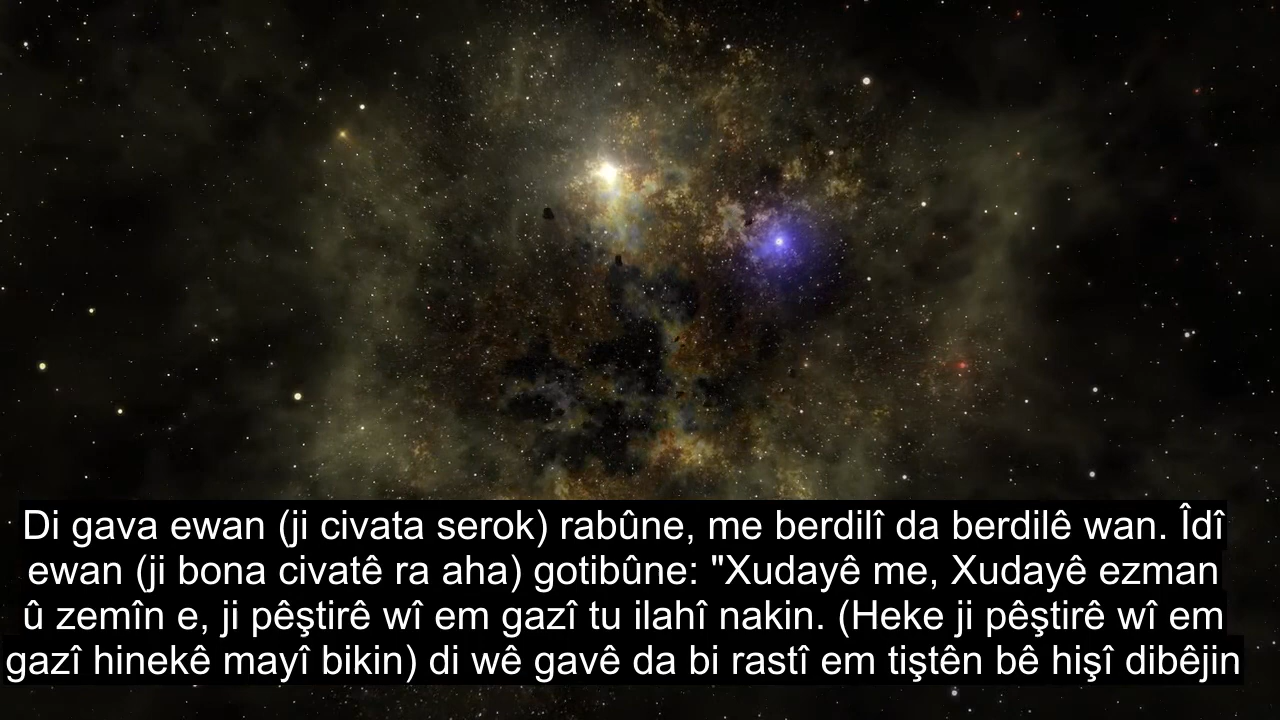 Di gava ewan (ji civata serok) rabûne, me berdilî da berdilê wan. Îdî
ewan (ji bona civatê ra aha) gotibûne: "Xudayê me, Xudayê ezman
û zemîn e, ji pêştirê wî em gazî tu ilahî nakin. (Heke ji pêştirê wî em
gazî hinekê mayî bikin) di wê gavê da bi rastî em tiştên bê hişî dibêjin